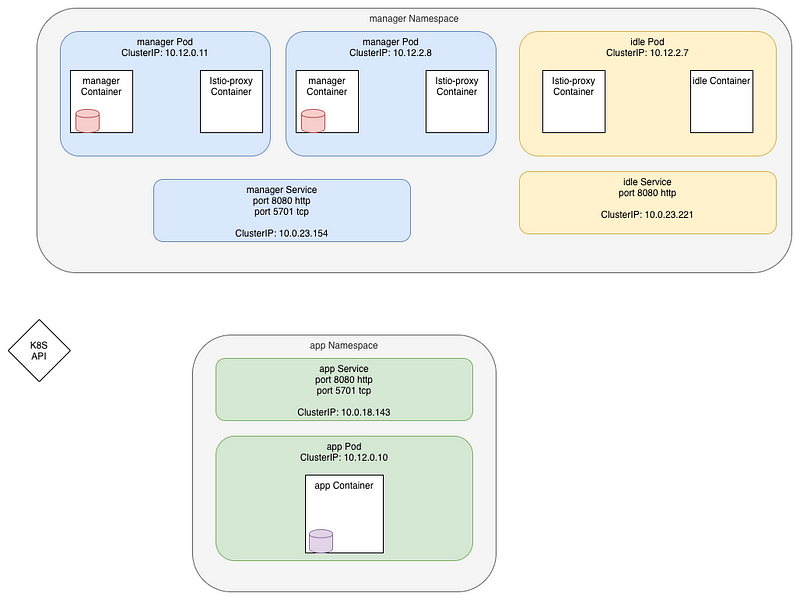 manager Namespace
manager Pod
ClusterIP: 10.12.0.11
manager
Container
Istio-proxy
Container
manager Pod
ClusterIP: 10.12.2.8
manager
Container
Istio-proxy
Container
idle Pod
ClusterIP: 10.12.2.7
Istio-proxy
Container
idle Container
manager Service
port 8080 http
port 5701 tcp
ClusterIP: 10.0.23.154
idle Service
port 8080 http
ClusterIP: 10.0.23.221
K8S
API
app Namespace
app Service
port 8080 http
port 5701 tcp
ClusterIP: 10.0.18.143
app Pod
ClusterIP: 10.12.0.10
app Container